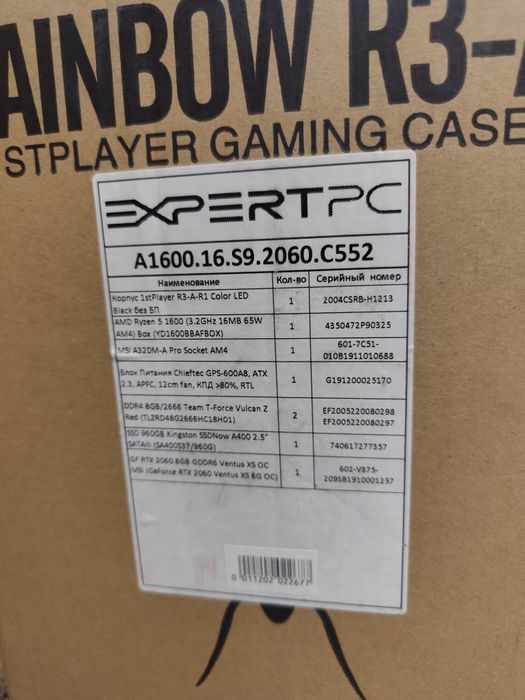 AINBOW R3-A
STPLAYER GAMING CASE
EXPERTPC
A1600.16.S9.2060.C552
Наименование Кол-во Серийный номер
Корпус 1stPlayer R3-A-R1 Color LED
Black без БП 1 2004CSRB-H1213
AMD Ryzen 5 1600 (3.2GHz 16MB 65W
AM4) Box (YD1600BBAFBOX) 1 4350472P90325
MSI A320M-A Pro Socket AM4 1 601-7C51-
010B1911010688
Блок Питания Chieftec GPS-600A8, ATX
2.3, APFC, 12cm fan, КПД >80%, RTL 1 G191200025170
DDR4 8GB/2666 Team T-Force Vulcan Z
Red (TLZRD48G2666HC18H01) 2 EF2005220080298
EF2005220080297
SSD 960GB Kingston SSDNow A400 2.5"
SATAIII (SA400S37/960G) 1 740617277357
GF RTX 2060 6GB GDDR6 Ventus XS OC
MSI (GeForce RTX 2060 Ventus XS 6G OC) 1 602-V375-
209SB1910001257
0 011202 022677